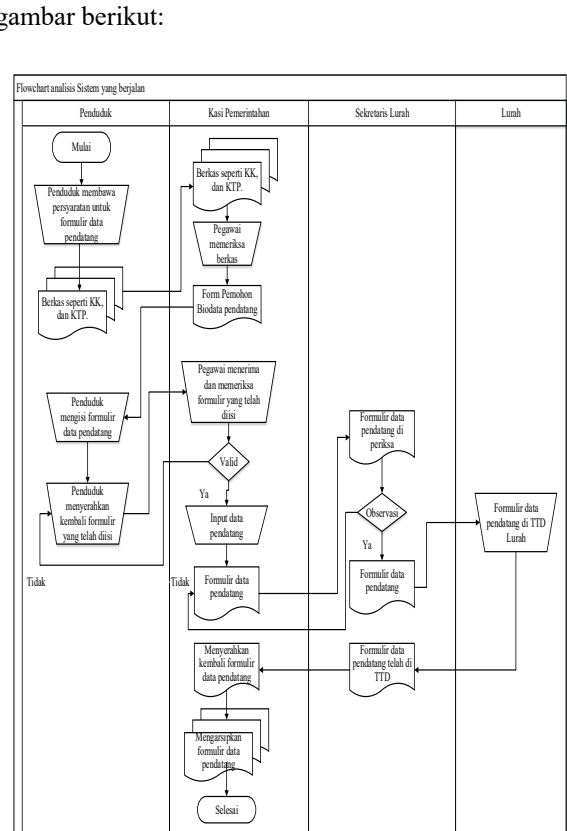 gambar berikut:
Flowchart analisis Sistem yang berjalan
Penduduk
Kasi Pemerintahan
Sekretaris Lurah
Lurah
Mulai
Penduduk membawa
persyaratan untuk
formulir data
pendatang
Berkas seperti KK,
dan KTP.
Berkas seperti KK,
dan KTP.
Pegawai
memeriksa
berkas
Form Pemohon
Biodata pendatang
Penduduk
mengisi formulir
data pendatang
Penduduk
menyerahkan
kembali formulir
yang telah diisi
Tidak
Pegawai menerima
dan memeriksa
formulir yang telah
diisi
Valid
Ya
Input data
pendatang
Tidak
Formulir data
pendatang
Formulir data
pendatang di
periksa
Observasi
Ya
Formulir data
pendatang
Formulir data
pendatang di TTD
Lurah
Formulir data
pendatang telah di
TTD
Menyerahkan
kembali formulir
data pendatang
Mengarsipkan
formulir data
pendatang
Selesai